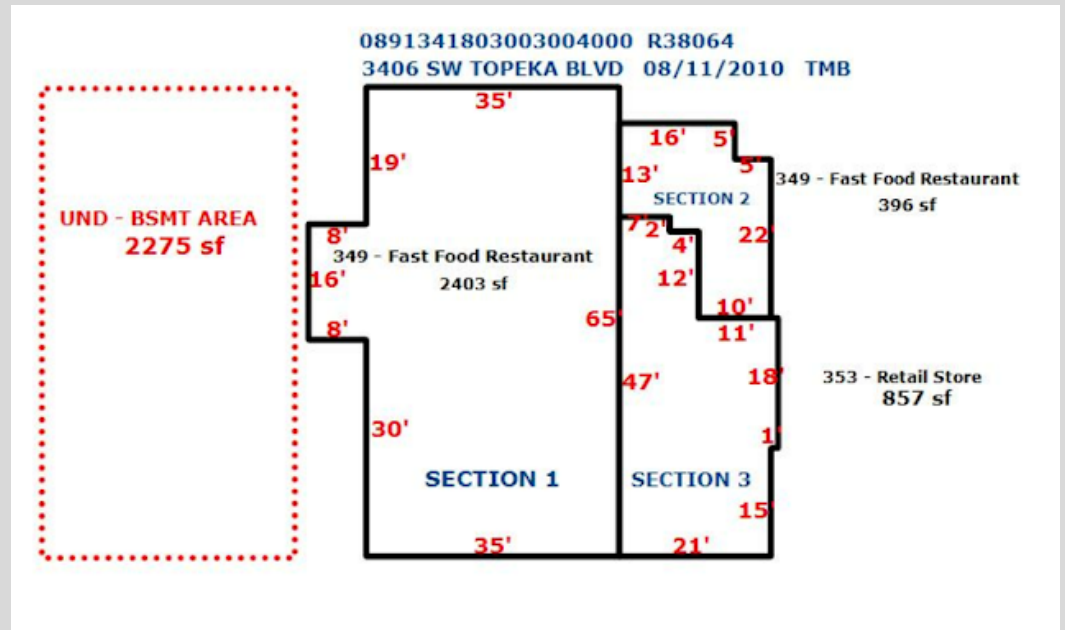 0891341803003004000 R38064
3406 SW TOPEKA BLVD 08/11/2010 TMB
35'
16'
5'
19'
5'
13'
349 - Fast Food Restaurant
396 sf
SECTION 2
UND - BSMT AREA
2275 sf
7'
2'
8'
4'
22'
349 - Fast Food Restaurant
2403 sf
16'
12'
10'
65'
8'
11'
47'
18'
353 - Retail Store
857 sf
30'
1'
SECTION 1
SECTION 3
15'
35'
21'